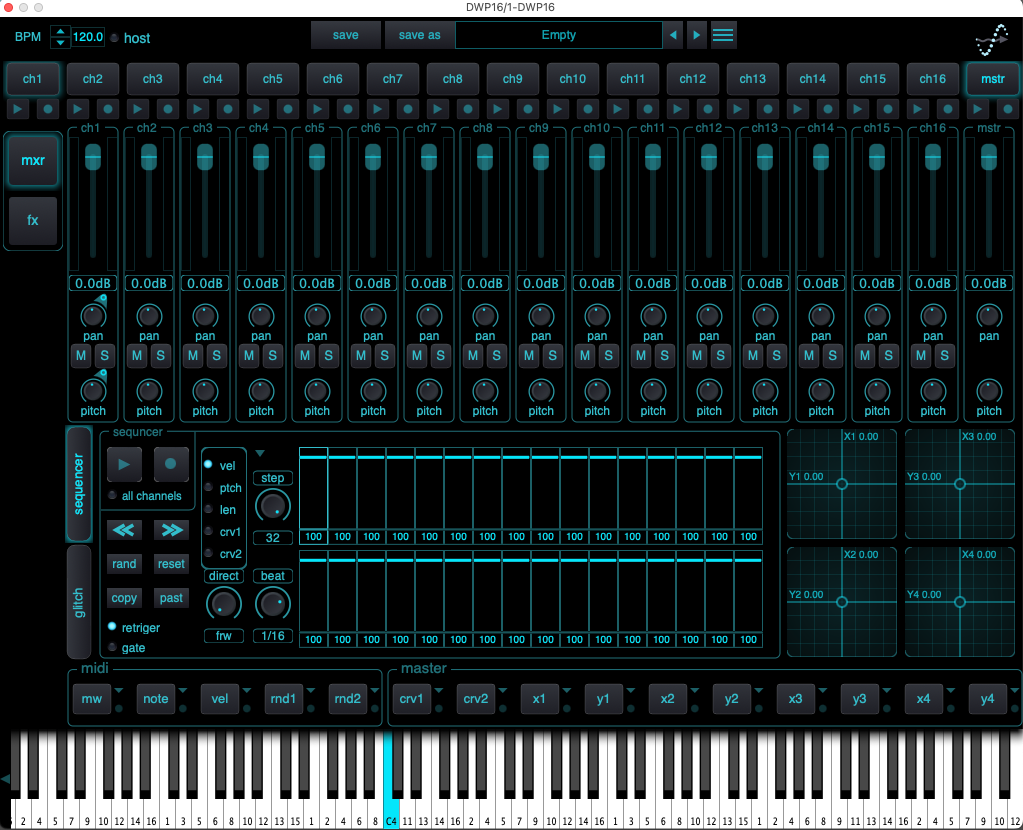 DWP16/1-DWP16
BPM 120.0 host save save as Empty
ch1 ch2 ch3 ch4 ch5 ch6 ch7 ch8 ch9 ch10 ch11 ch12 ch13 ch14 ch15 ch16 mstr
ch1 ch2 ch3 ch4 ch5 ch6 ch7 ch8 ch9 ch10 ch11 ch12 ch13 ch14 ch15 ch16 mstr
mxr
fx
0.0dB 0.0dB 0.0dB 0.0dB 0.0dB 0.0dB 0.0dB 0.0dB 0.0dB 0.0dB 0.0dB 0.0dB 0.0dB 0.0dB 0.0dB 0.0dB 0.0dB
pan pan pan pan pan pan pan pan pan pan pan pan pan pan pan pan pan
M S M S M S M S M S M S M S M S M S M S M S M S M S M S M S M S
pitch pitch pitch pitch pitch pitch pitch pitch pitch pitch pitch pitch pitch pitch pitch pitch pitch
sequencer
glitch
sequncer
all channels
rand reset
copy past
retriger
gate
vel
ptch
len
crv1
crv2
step
32
direct beat
frw 1/16
100 100 100 100 100 100 100 100 100 100 100 100 100 100 100 100
100 100 100 100 100 100 100 100 100 100 100 100 100 100 100 100
X1 0.00 X3 0.00
Y1 0.00 Y3 0.00
X2 0.00 X4 0.00
Y2 0.00 Y4 0.00
midi master
mw note vel rnd1 rnd2 crv1 crv2 x1 y1 x2 y2 x3 y3 x4 y4
2 4 5 7 9 10 12 14 16 1 3 5 6 8 10 12 13 15 1 2 4 6 8 C4 11 13 14 16 2 4 5 7 9 10 12 14 16 1 3 5 6 8 9 11 13 15 1 2 4 5 7 9 11 13 14 16 2 3 5 7 9 10 12